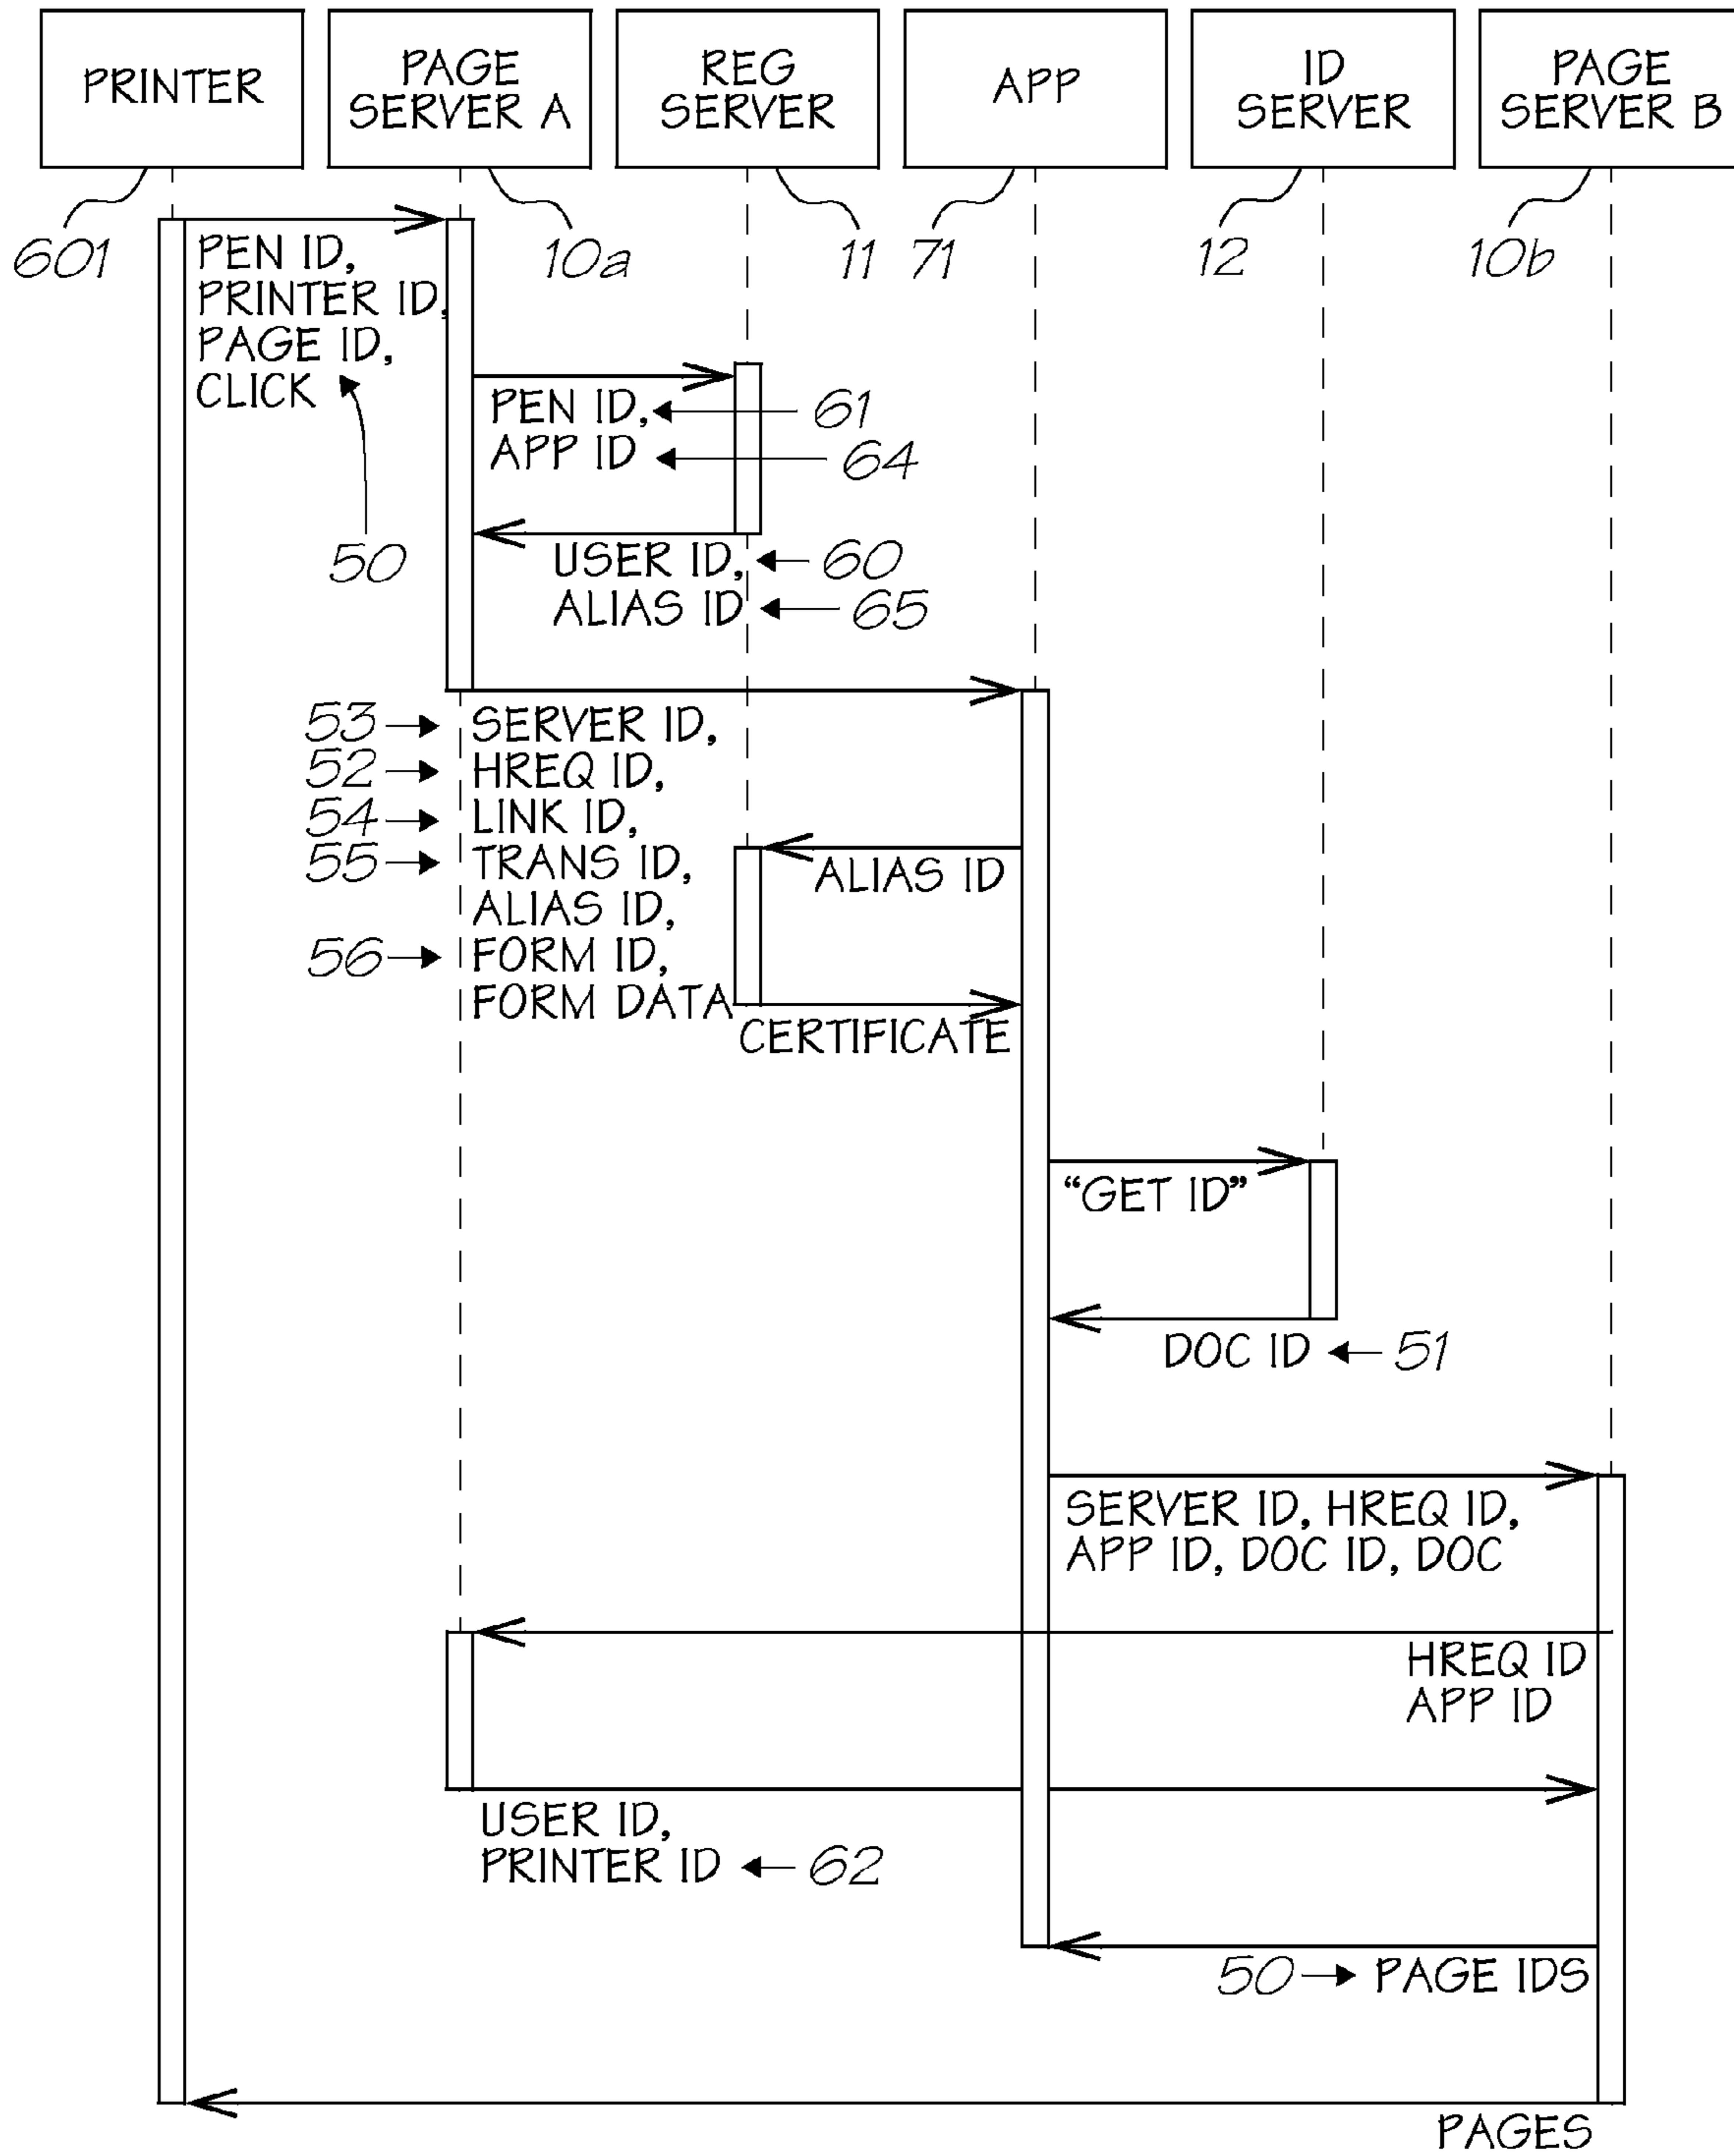 PRINTER
PAGE
SERVER A
REG
SERVER
APP
ID
SERVER
PAGE
SERVER B
601
10a
11
71
12
10b
PEN ID,
PRINTER ID,
PAGE ID,
CLICK
50
PEN ID,
61
APP ID
64
USER ID,
60
ALIAS ID
65
53
SERVER ID,
52
HREQ ID,
54
LINK ID,
55
TRANS ID,
ALIAS ID,
56
FORM ID,
FORM DATA
ALIAS ID
CERTIFICATE
“GET ID”
DOC ID
51
SERVER ID, HREQ ID,
APP ID, DOC ID, DOC
HREQ ID
APP ID
USER ID,
PRINTER ID
62
50
PAGE IDS
PAGES